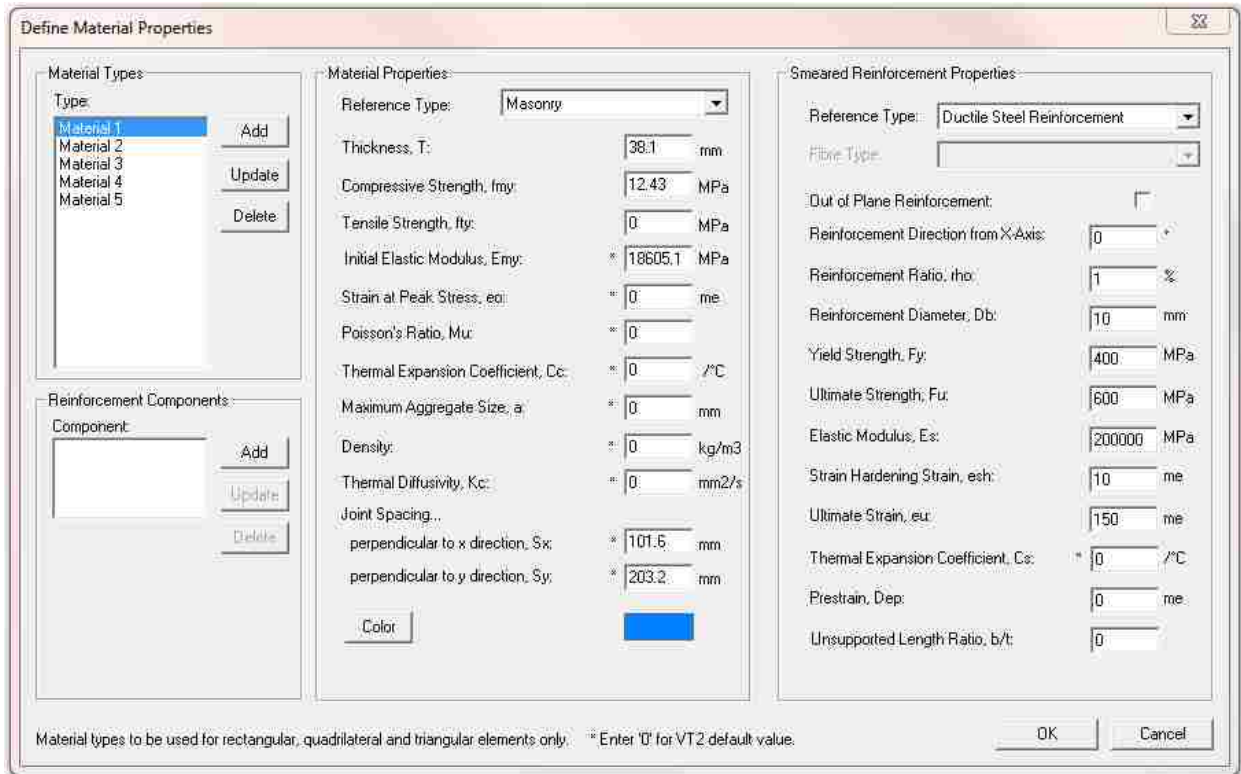 Define Material Properties
Material Types
Type:
Material 1
Material 2
Material 3
Material 4
Material 5
Add
Update
Delete
Reinforcement Components
Component:
Add
Update
Delete
Material Properties
Reference Type: Masonry
Thickness, T: 38.1 mm
Compressive Strength, fmy: 12.43 MPa
Tensile Strength, fty: 0 MPa
Initial Elastic Modulus, Emy: * 18605.1 MPa
Strain at Peak Stress, eo: * 0 me
Poisson's Ratio, Mu: * 0
Thermal Expansion Coefficient, Cc: * 0 /°C
Maximum Aggregate Size, a: * 0 mm
Density: * 0 kg/m3
Thermal Diffusivity, Kc: * 0 mm2/s
Joint Spacing...
perpendicular to x direction, Sx: * 101.6 mm
perpendicular to y direction, Sy: * 203.2 mm
Color
Smeared Reinforcement Properties
Reference Type: Ductile Steel Reinforcement
Fibre Type:
Out of Plane Reinforcement:
Reinforcement Direction from X-Axis: 0 °
Reinforcement Ratio, rho: 1 %
Reinforcement Diameter, Db: 10 mm
Yield Strength, Fy: 400 MPa
Ultimate Strength, Fu: 600 MPa
Elastic Modulus, Es: 200000 MPa
Strain Hardening Strain, esh: 10 me
Ultimate Strain, eu: 150 me
Thermal Expansion Coefficient, Cs: * 0 /°C
Prestrain, Dep: 0 me
Unsupported Length Ratio, b/t: 0
Material types to be used for rectangular, quadrilateral and triangular elements only. * Enter '0' for VT2 default value.
OK
Cancel